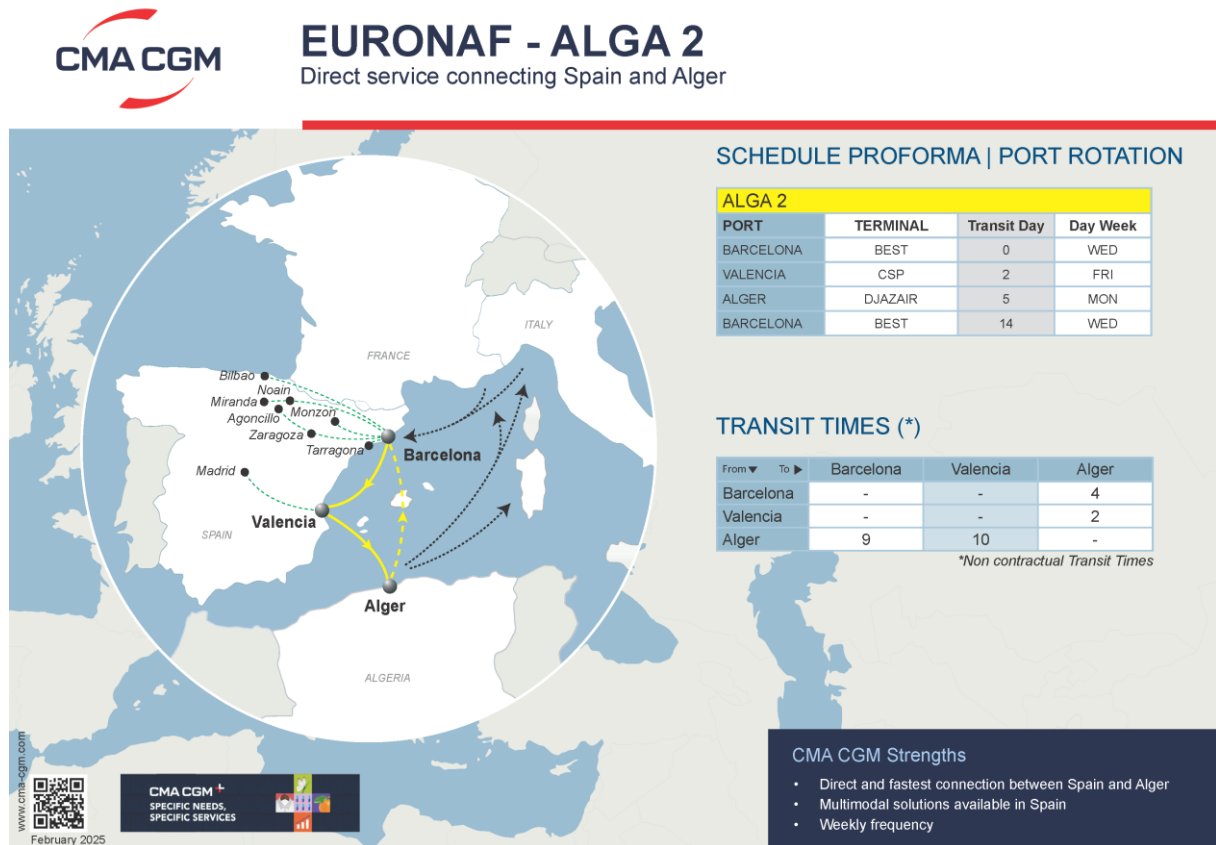 CMA CGM
EURONAF - ALGA 2
Direct service connecting Spain and Alger
SCHEDULE PROFORMA | PORT ROTATION
ALGA 2
PORT TERMINAL Transit Day Day Week
BARCELONA BEST 0 WED
VALENCIA CSP 2 FRI
ALGER DJAZAIR 5 MON
BARCELONA BEST 14 WED
TRANSIT TIMES (*)
From To Barcelona Valencia Alger
Barcelona - - 4
Valencia - - 2
Alger 9 10 -
*Non contractual Transit Times
ITALY
FRANCE
Bilbao
Noain
Miranda
Agoncillo
Monzon
Zaragoza
Tarragona
Barcelona
Madrid
Valencia
SPAIN
Alger
ALGERIA
CMA CGM Strengths
• Direct and fastest connection between Spain and Alger
• Multimodal solutions available in Spain
• Weekly frequency
www.cma-cgm.com
CMA CGM +
SPECIFIC NEEDS,
SPECIFIC SERVICES
February 2025